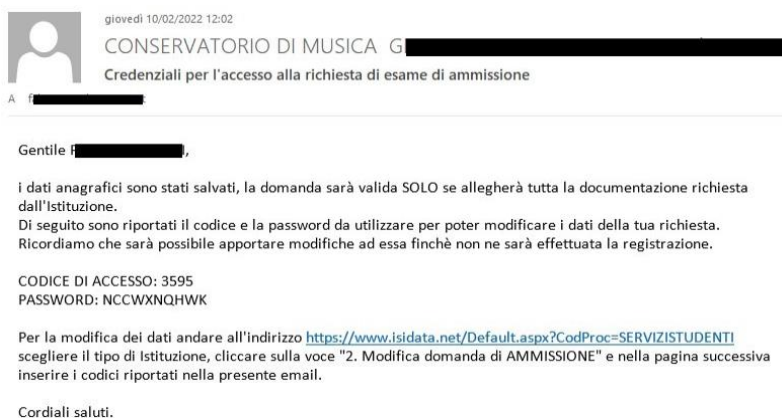 giovedì 10/02/2022 12:02
CONSERVATORIO DI MUSICA G
Credenziali per l'accesso alla richiesta di esame di ammissione
A
Gentile
i dati anagrafici sono stati salvati, la domanda sarà valida SOLO se allegherà tutta la documentazione richiesta
dall'Istituzione.
Di seguito sono riportati il codice e la password da utilizzare per poter modificare i dati della tua richiesta.
Ricordiamo che sarà possibile apportare modifiche ad essa finchè non ne sarà effettuata la registrazione.
CODICE DI ACCESSO: 3595
PASSWORD: NCCWXNQHWK
Per la modifica dei dati andare all'indirizzo https://www.isidata.net/Default.aspx?CodProc=SERVIZISTUDENTI
scegliere il tipo di Istituzione, cliccare sulla voce "2. Modifica domanda di AMMISSIONE" e nella pagina successiva
inserire i codici riportati nella presente email.
Cordiali saluti.